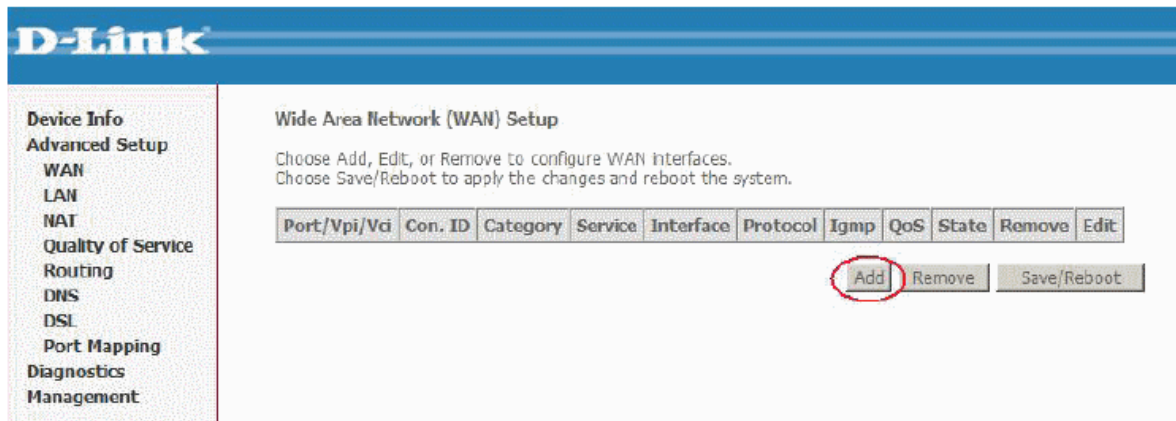 D-Link
Device Info
Advanced Setup
WAN
LAN
NAT
Quality of Service
Routing
DNS
DSL
Port Mapping
Diagnostics
Management
Wide Area Network (WAN) Setup
Choose Add, Edit, or Remove to configure WAN interfaces.
Choose Save/Reboot to apply the changes and reboot the system.
Port/Vpi/Vci Con. ID Category Service Interface Protocol Igmp QoS State Remove Edit
Add Remove Save/Reboot